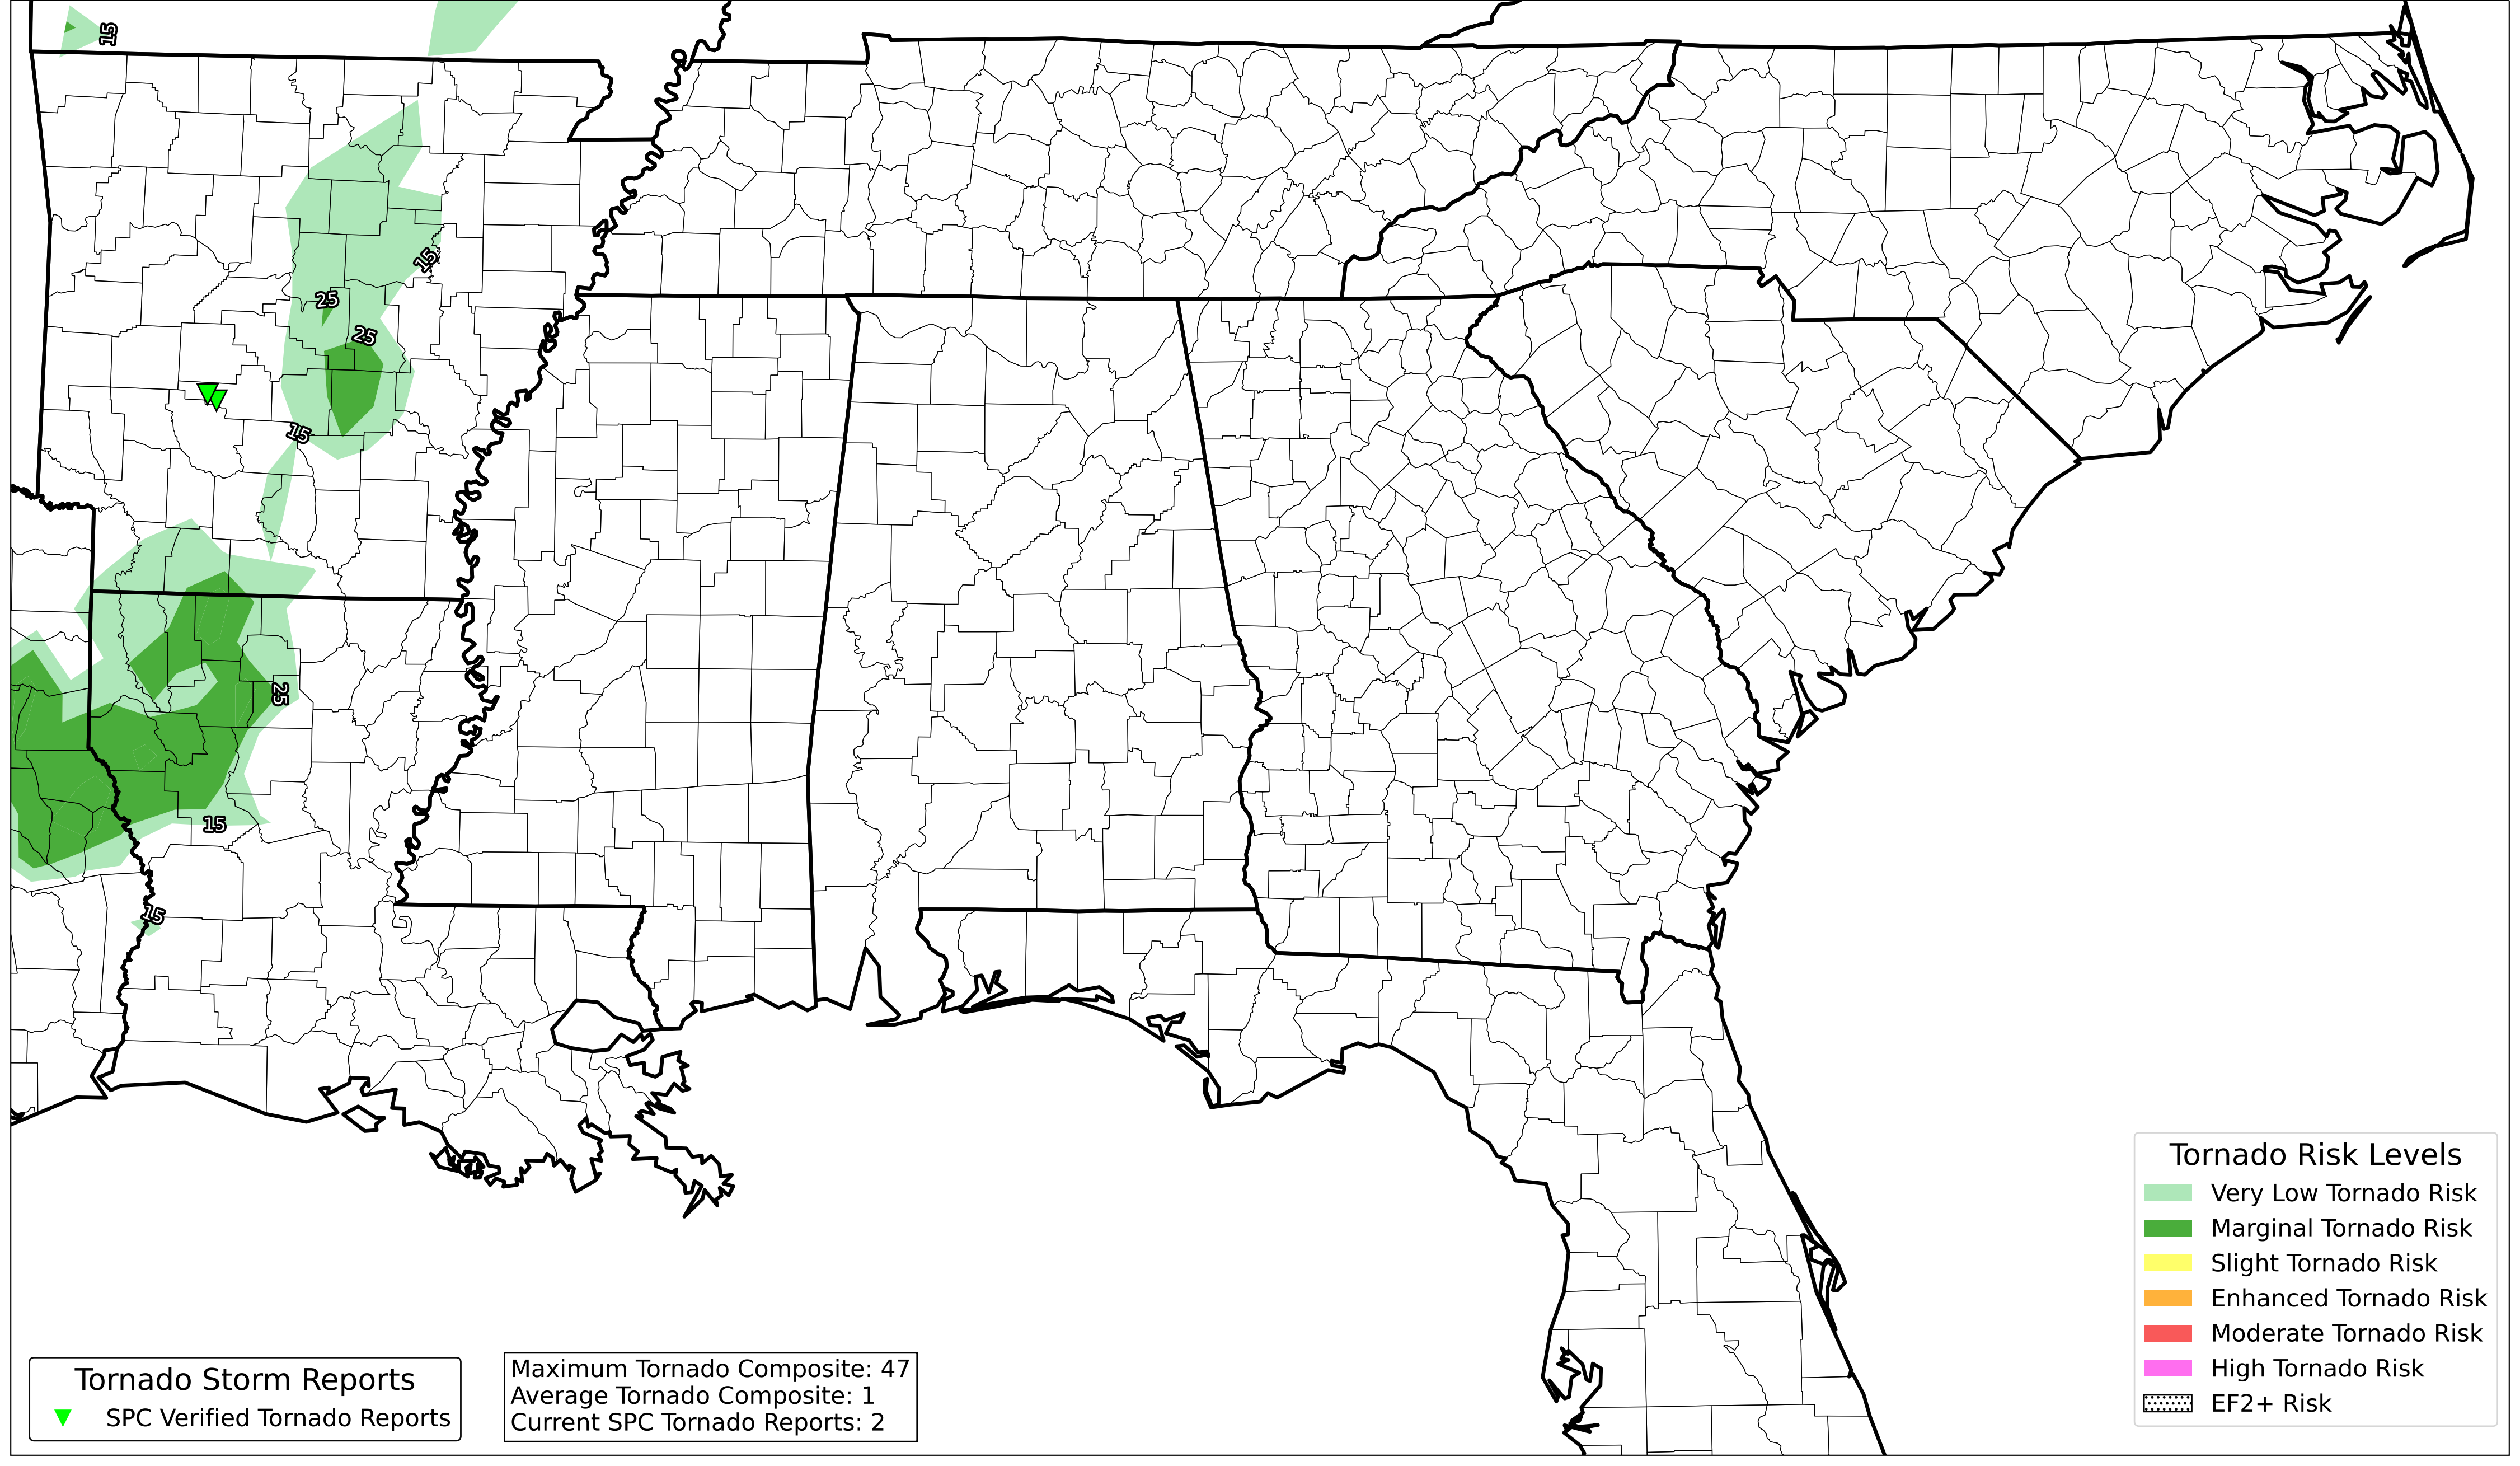 15
15
25
25
15
25
15
15
Tornado Risk Levels
Very Low Tornado Risk
Marginal Tornado Risk
Slight Tornado Risk
Enhanced Tornado Risk
Moderate Tornado Risk
High Tornado Risk
EF2+ Risk
Tornado Storm Reports
SPC Verified Tornado Reports
Maximum Tornado Composite: 47
Average Tornado Composite: 1
Current SPC Tornado Reports: 2